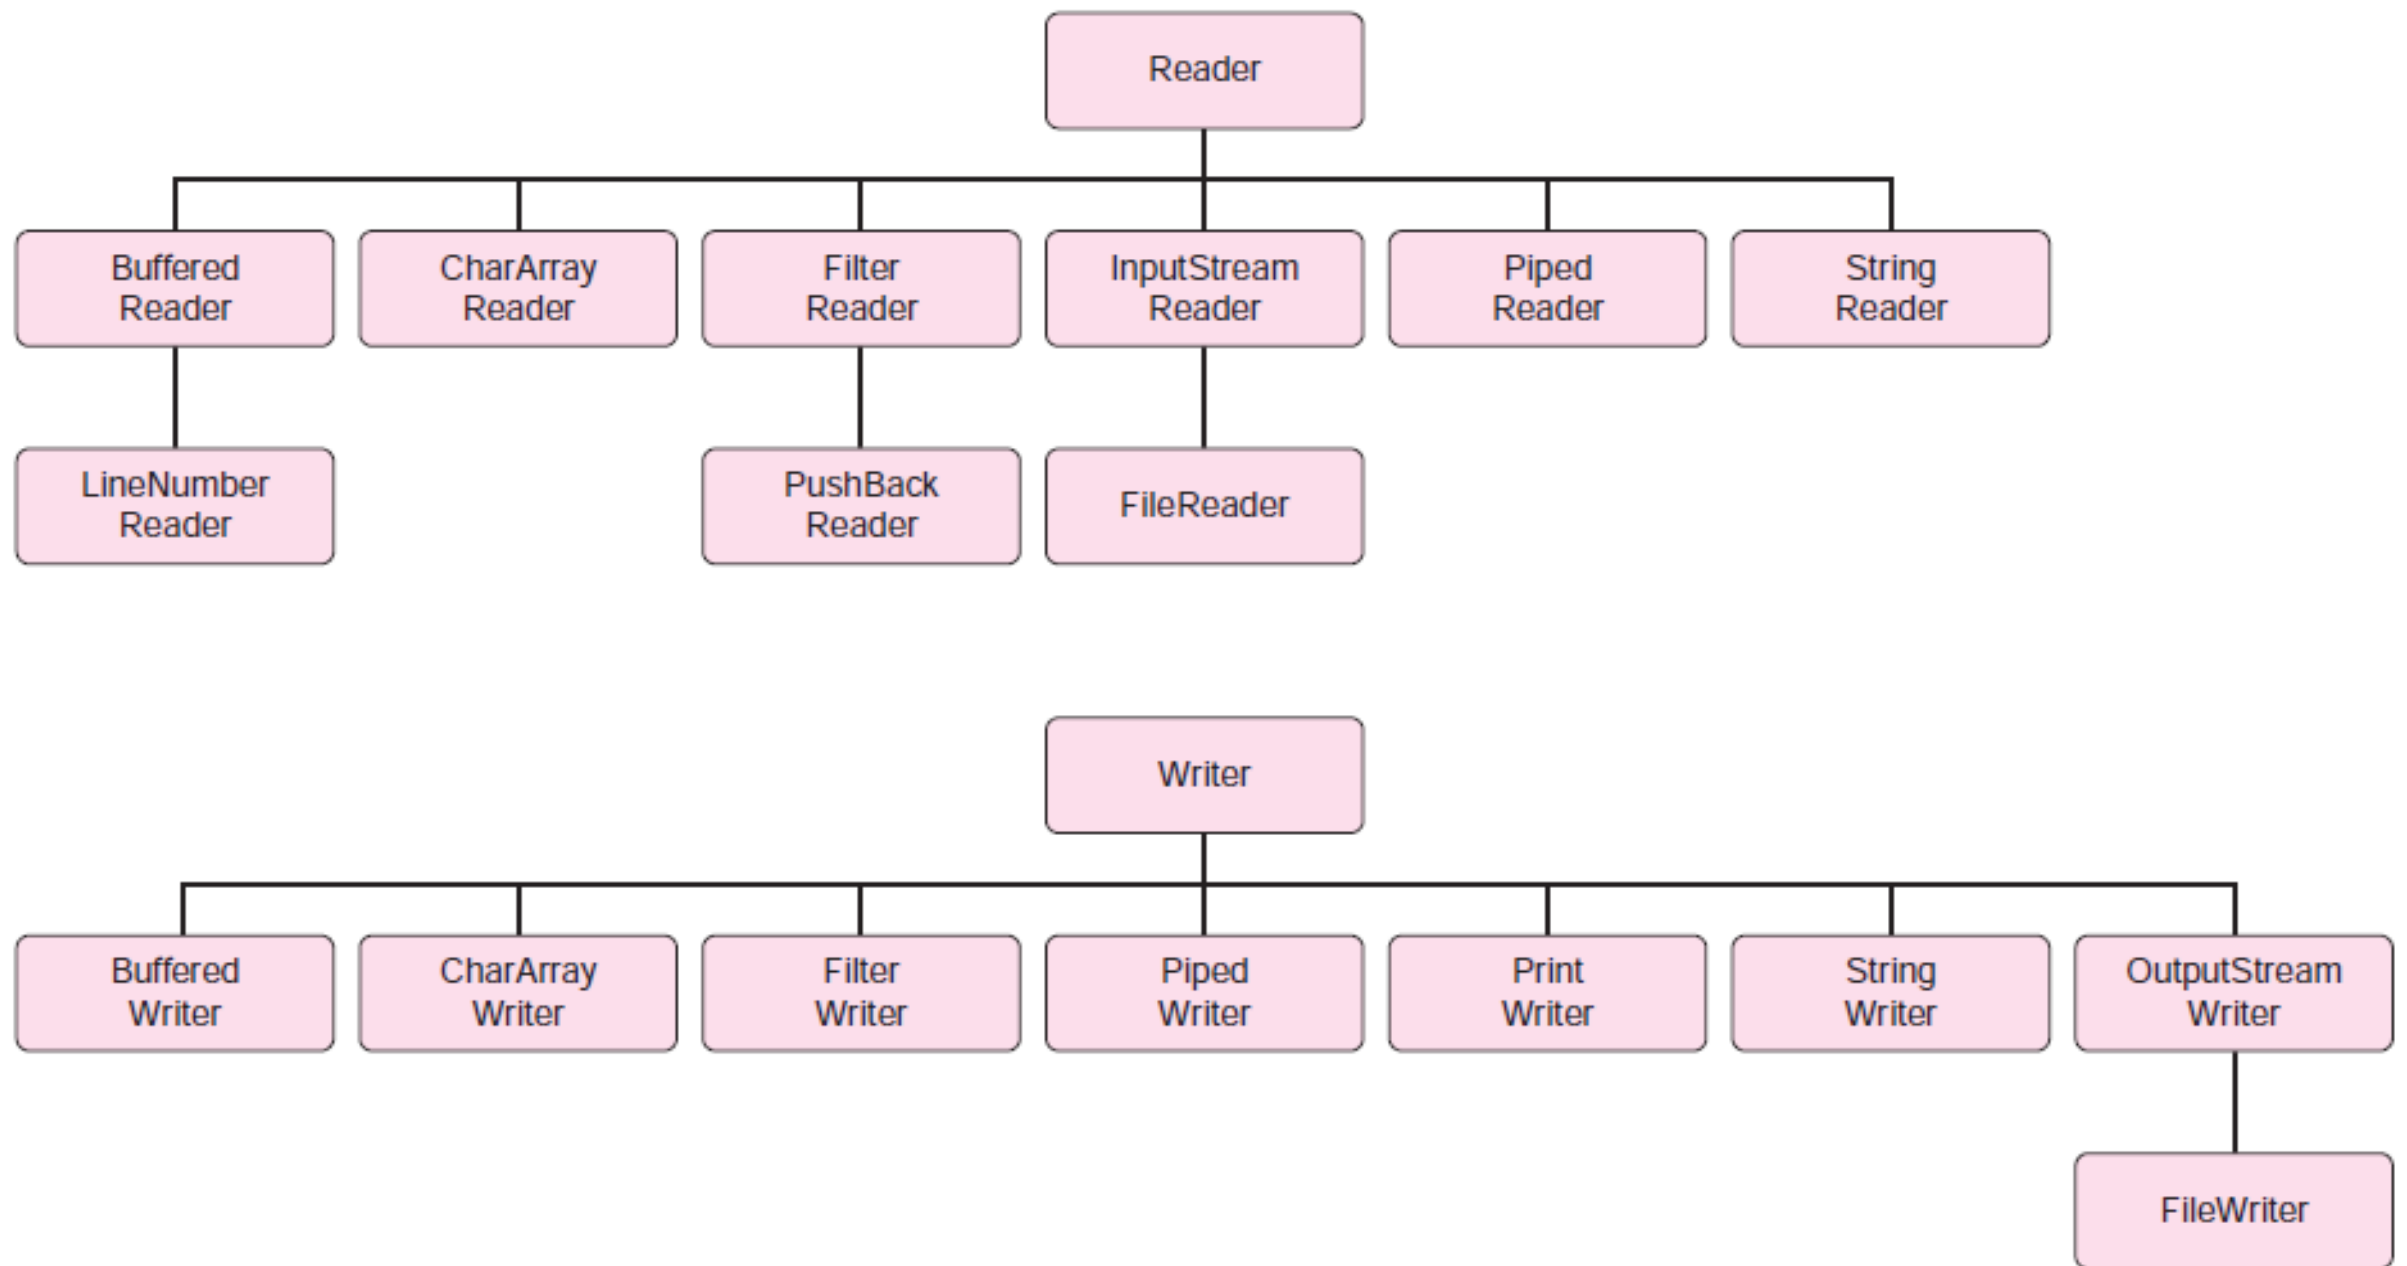 Reader
Buffered
Reader
CharArray
Reader
Filter
Reader
InputStream
Reader
Piped
Reader
String
Reader
LineNumber
Reader
PushBack
Reader
FileReader
Writer
Buffered
Writer
CharArray
Writer
Filter
Writer
Piped
Writer
Print
Writer
String
Writer
OutputStream
Writer
FileWriter